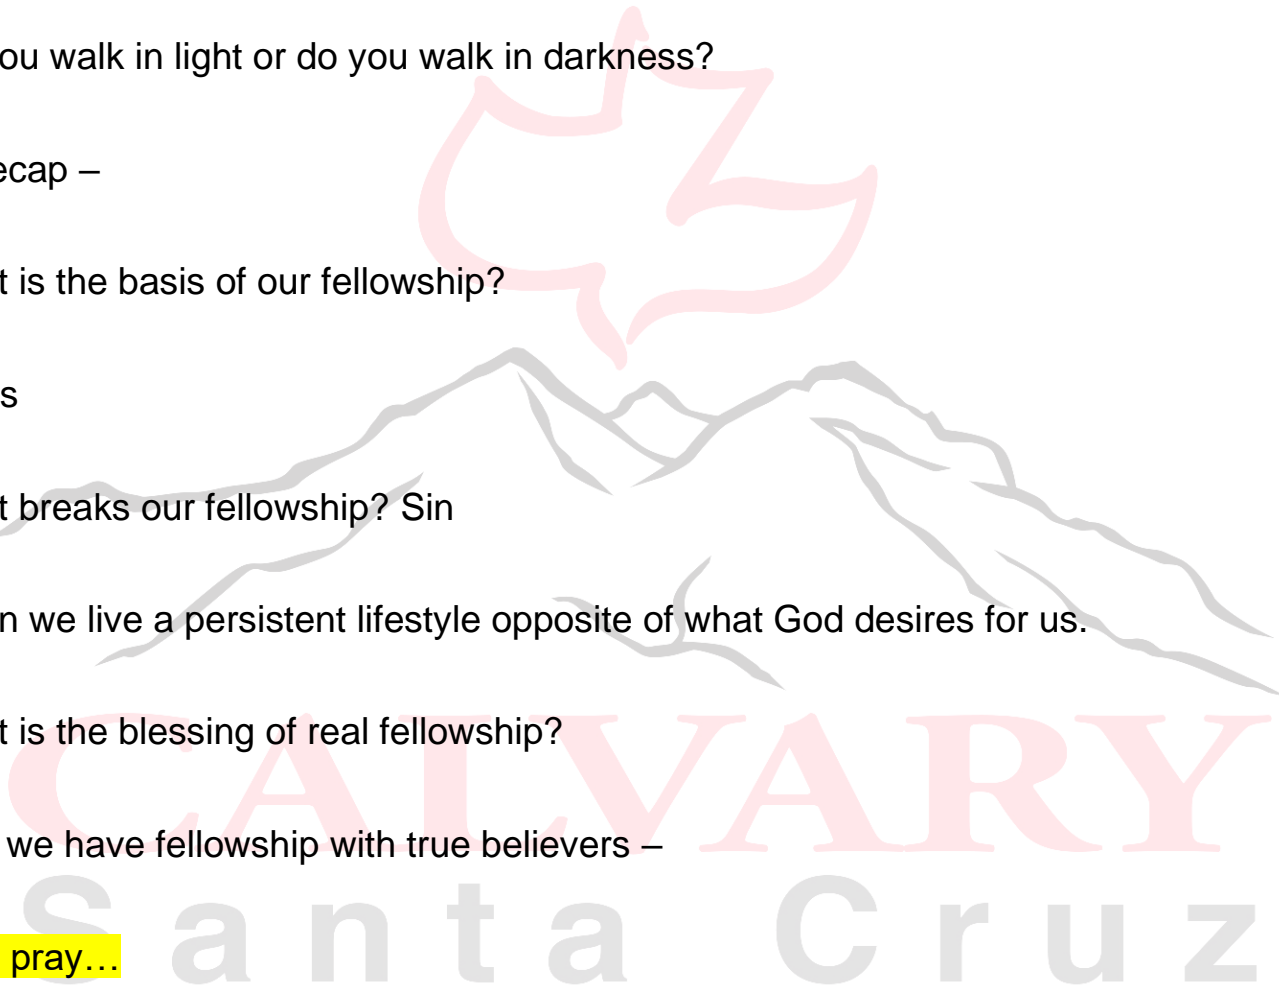 ou walk in light or do you walk in darkness?
ecap –
t is the basis of our fellowship?
s
t breaks our fellowship? Sin
n we live a persistent lifestyle opposite of what God desires for us.
t is the blessing of real fellowship?
we have fellowship with true believers –
pray…
CALVARY
Santa Cruz